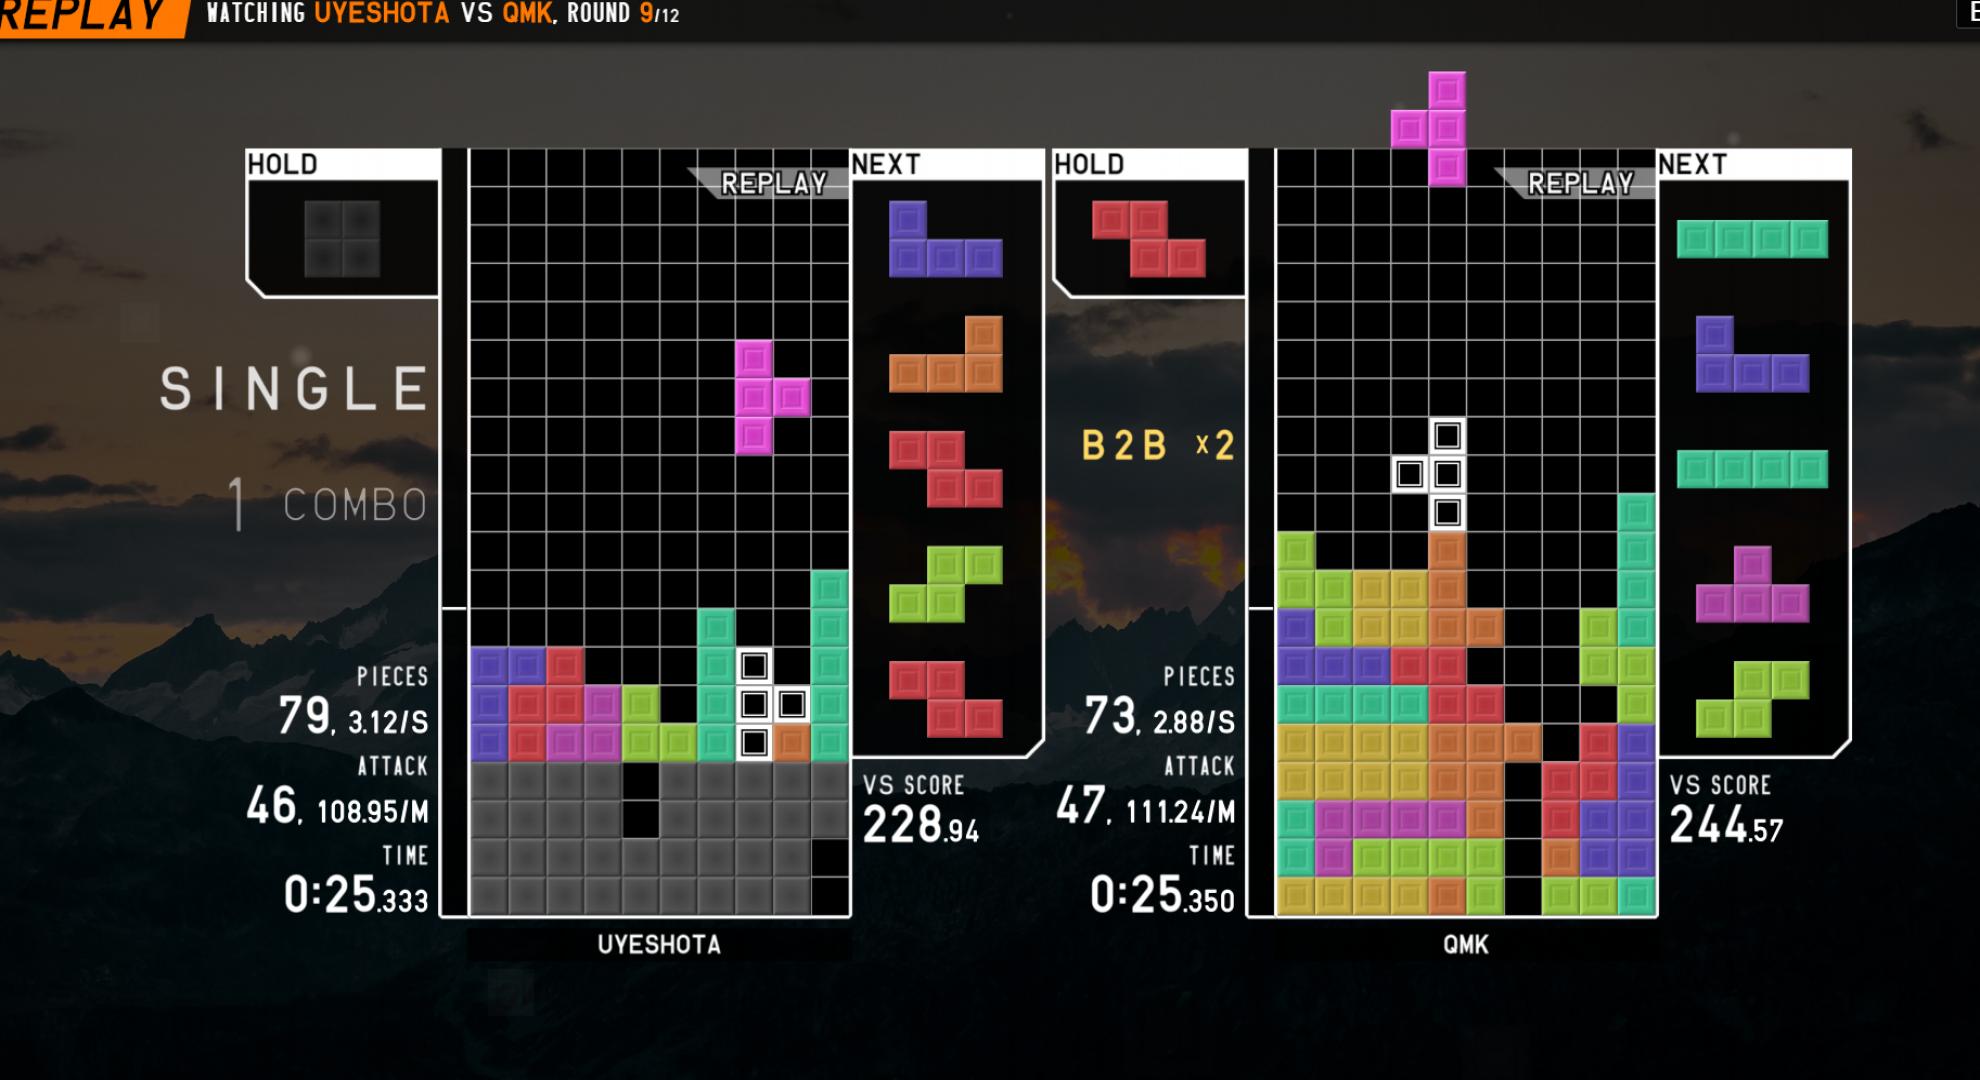 REPLAY WATCHING UYESHOTA VS QMK, ROUND 9/12
HOLD
REPLAY
NEXT
SINGLE
1 COMBO
PIECES
79, 3.12/S
ATTACK
46, 108.95/M
TIME
0:25.333
VS SCORE
228.94
UYESHOTA
HOLD
REPLAY
NEXT
B2B x2
PIECES
73, 2.88/S
ATTACK
47, 111.24/M
TIME
0:25.350
VS SCORE
244.57
QMK